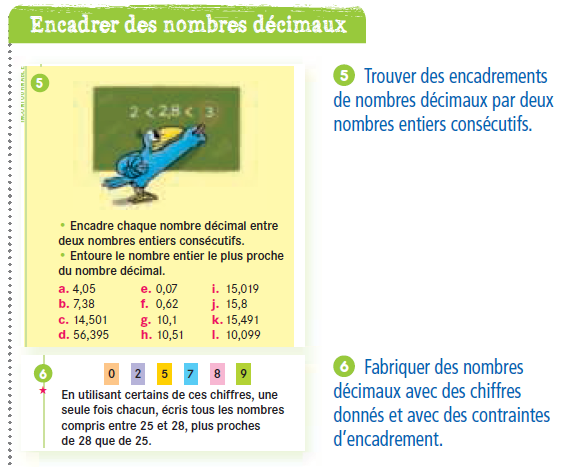 Encadrer des nombres décimaux
5
2 < 2,8 < 3
• Encadre chaque nombre décimal entre
deux nombres entiers consécutifs.
• Entoure le nombre entier le plus proche
du nombre décimal.
a. 4,05 e. 0,07 i. 15,019
b. 7,38 f. 0,62 j. 15,8
c. 14,501 g. 10,1 k. 15,491
d. 56,395 h. 10,51 l. 10,099
5 Trouver des encadrements
de nombres décimaux par deux
nombres entiers consécutifs.
6
0 2 5 7 8 9
★ En utilisant certains de ces chiffres, une
seule fois chacun, écris tous les nombres
compris entre 25 et 28, plus proches
de 28 que de 25.
6 Fabriquer des nombres
décimaux avec des chiffres
donnés et avec des contraintes
d'encadrement.